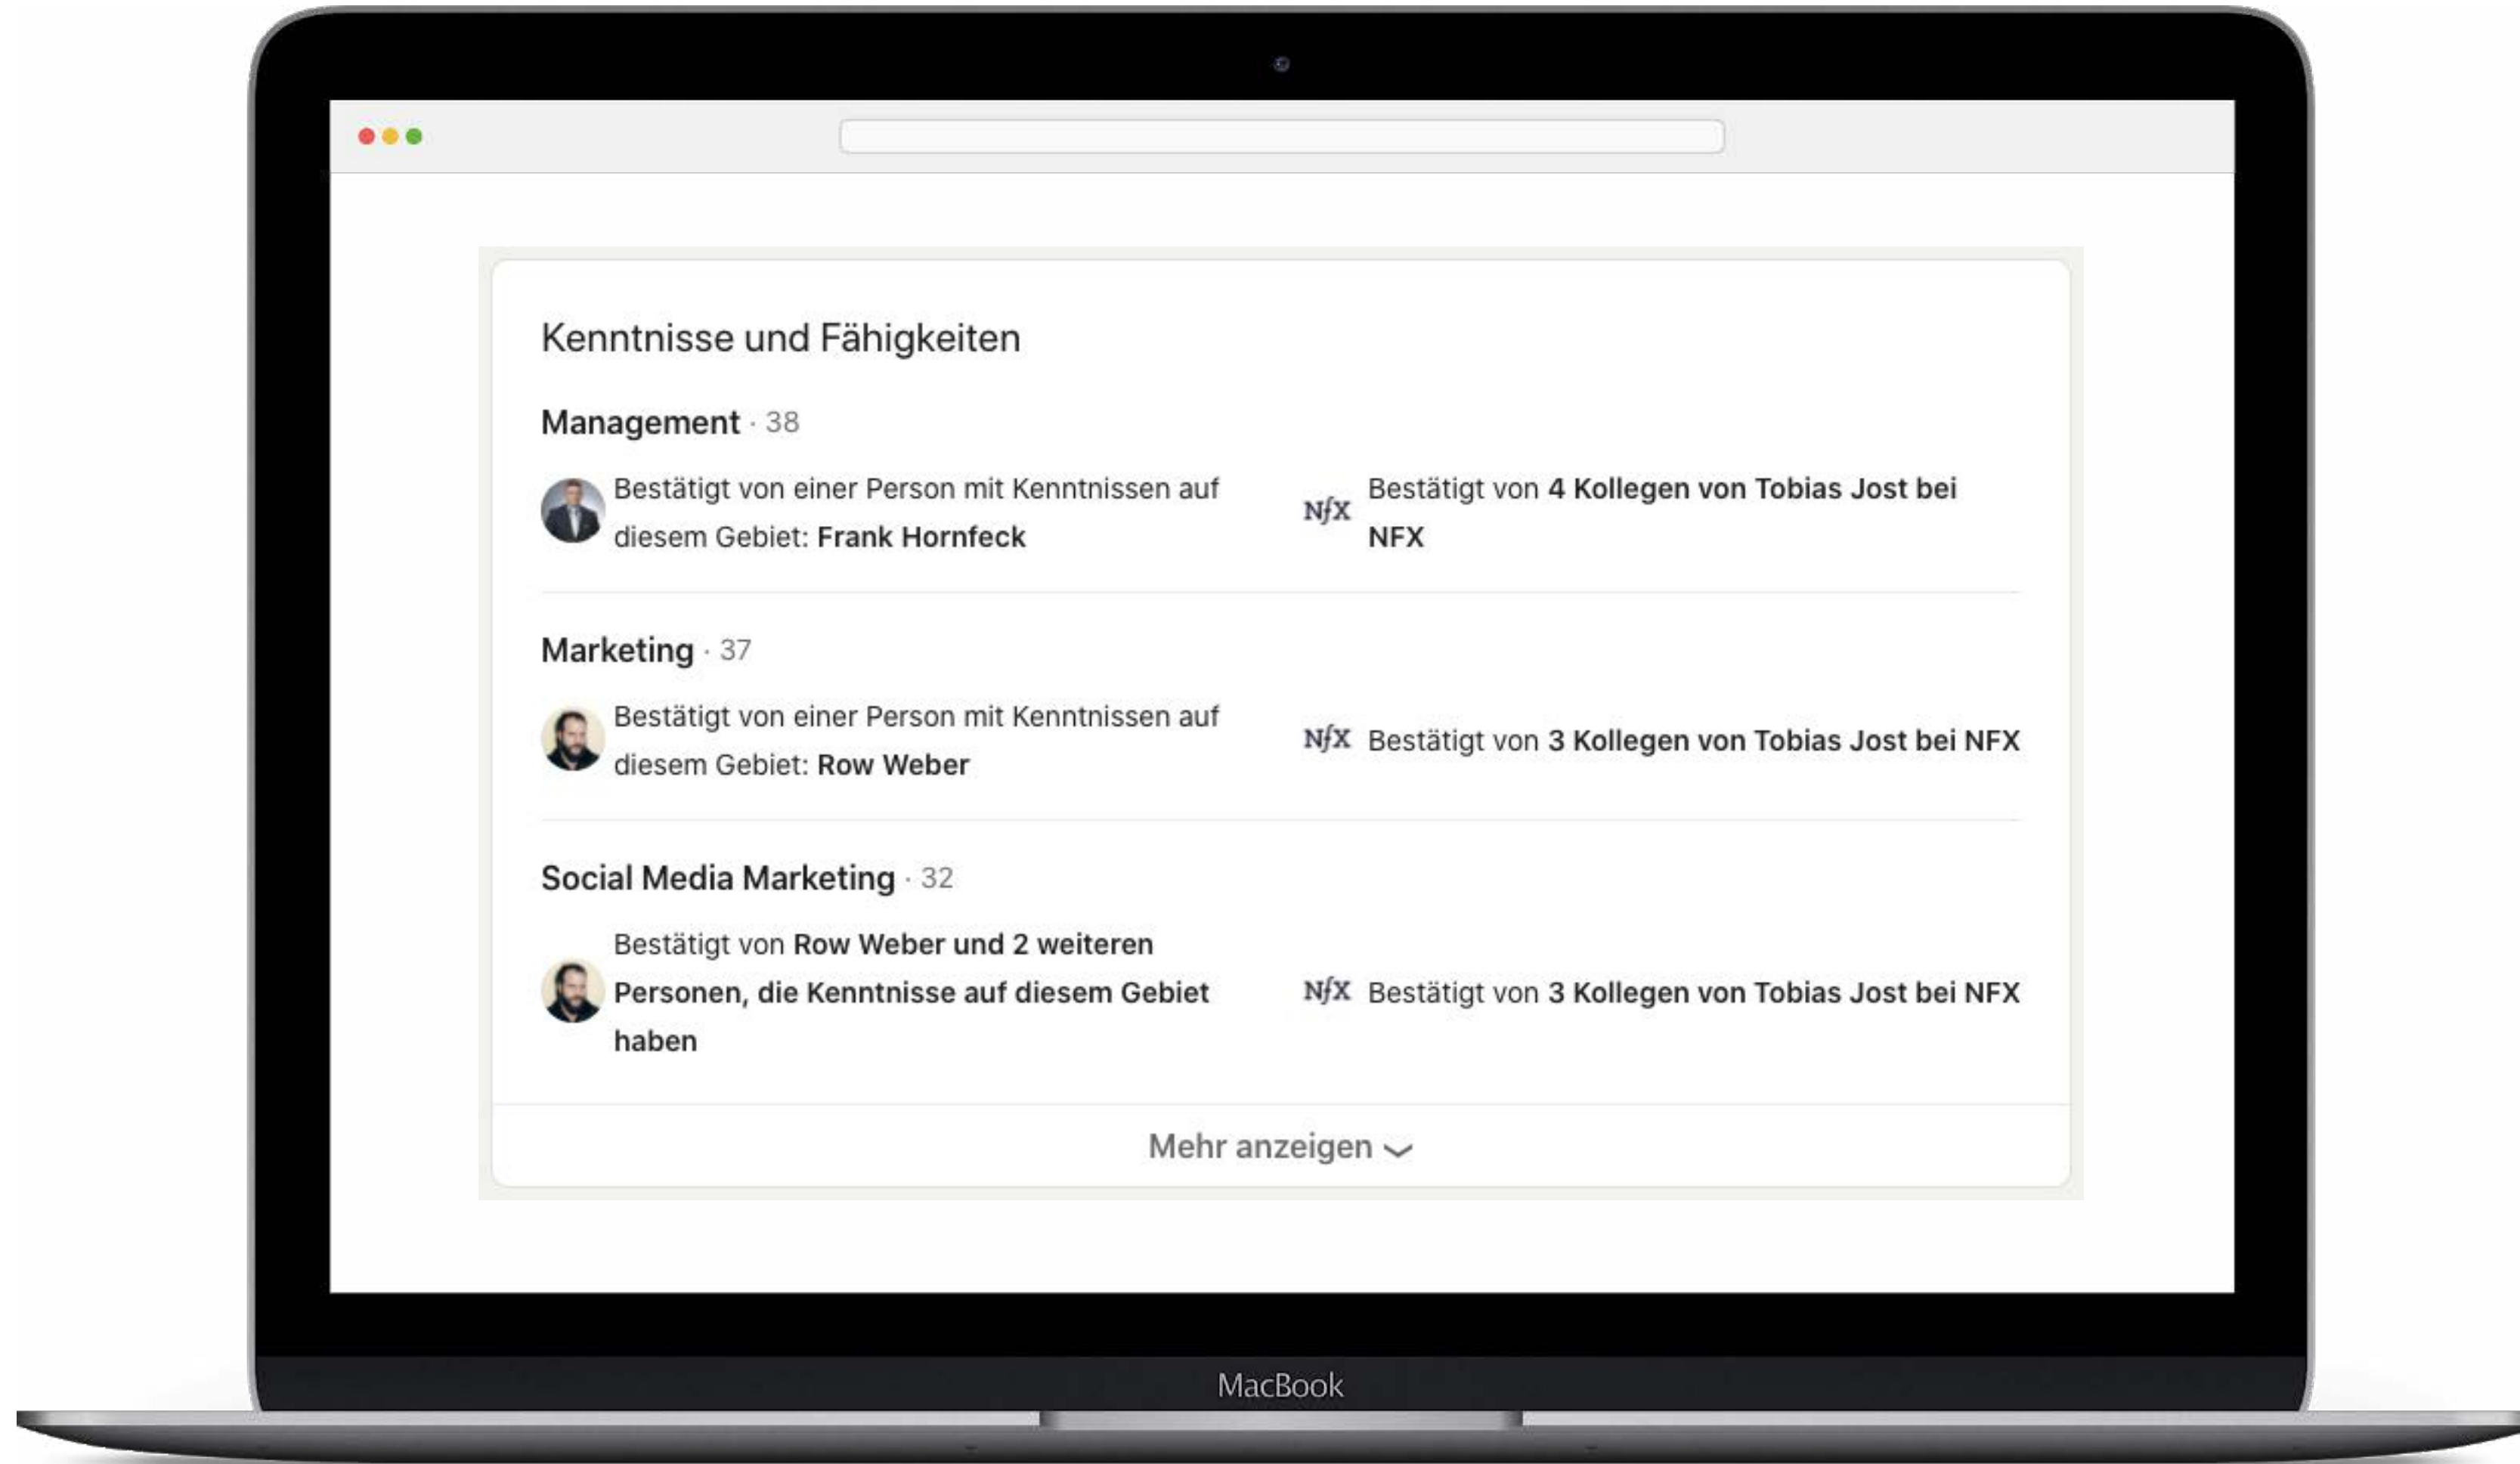 Kenntnisse und Fähigkeiten
Management · 38
Bestätigt von einer Person mit Kenntnissen auf
diesem Gebiet: Frank Hornfeck
NfX
Bestätigt von 4 Kollegen von Tobias Jost bei
NFX
Marketing · 37
Bestätigt von einer Person mit Kenntnissen auf
diesem Gebiet: Row Weber
NfX Bestätigt von 3 Kollegen von Tobias Jost bei NFX
Social Media Marketing · 32
Bestätigt von Row Weber und 2 weiteren
Personen, die Kenntnisse auf diesem Gebiet
haben
NfX Bestätigt von 3 Kollegen von Tobias Jost bei NFX
Mehr anzeigen
MacBook